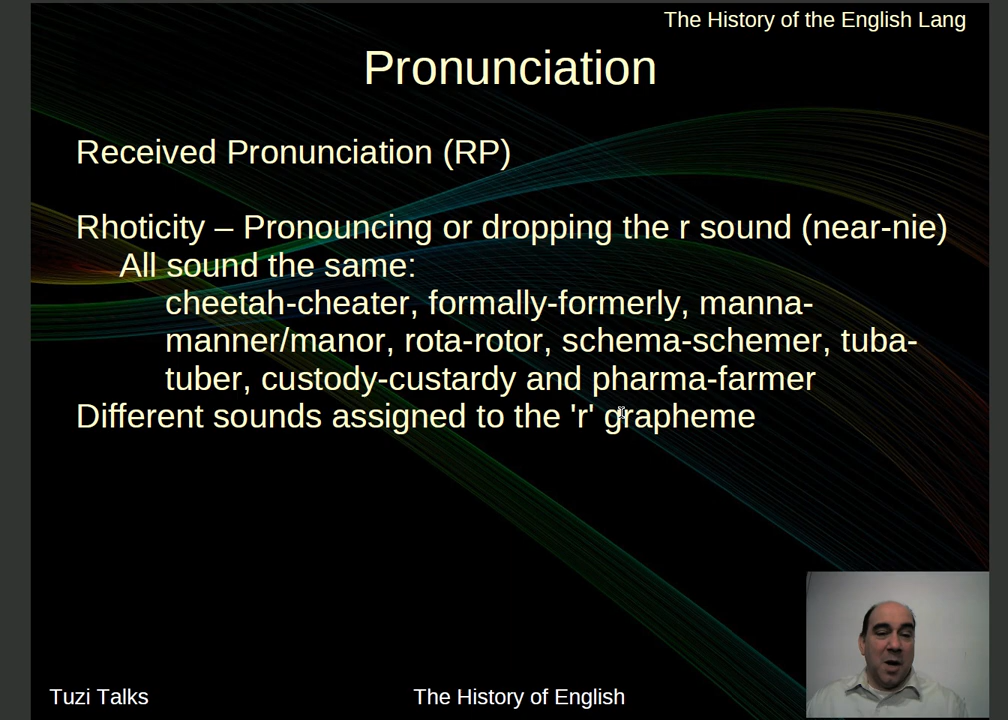 The History of the English Lang
Pronunciation
Received Pronunciation (RP)
Rhoticity – Pronouncing or dropping the r sound (near-nie)
All sound the same:
cheetah-cheater, formally-formerly, manna-
manner/manor, rota-rotor, schema-schemer, tuba-
tuber, custody-custardy and pharma-farmer
Different sounds assigned to the 'r' grapheme
Tuzi Talks
The History of English